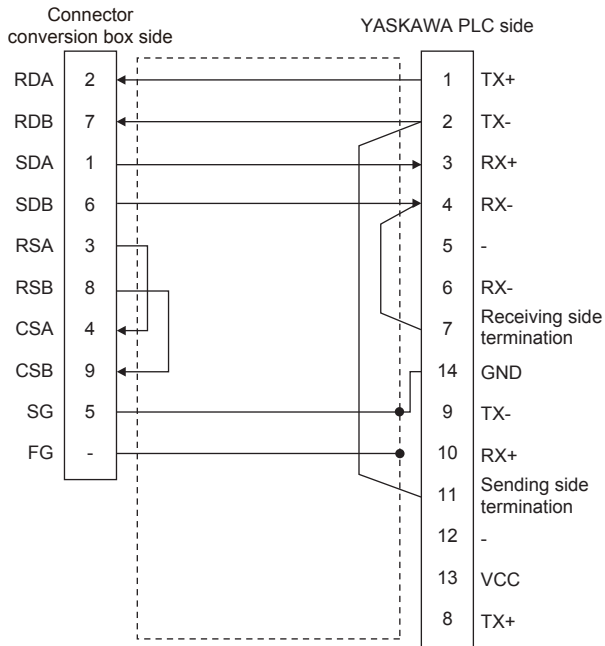 Connector
conversion box side
YASKAWA PLC side
RDA 2 1 TX+
RDB 7 2 TX-
SDA 1 3 RX+
SDB 6 4 RX-
RSA 3 5 -
RSB 8 6 RX-
CSA 4 7 Receiving side
termination
CSB 9 14 GND
SG 5 9 TX-
FG - 10 RX+
11 Sending side
termination
12 -
13 VCC
8 TX+